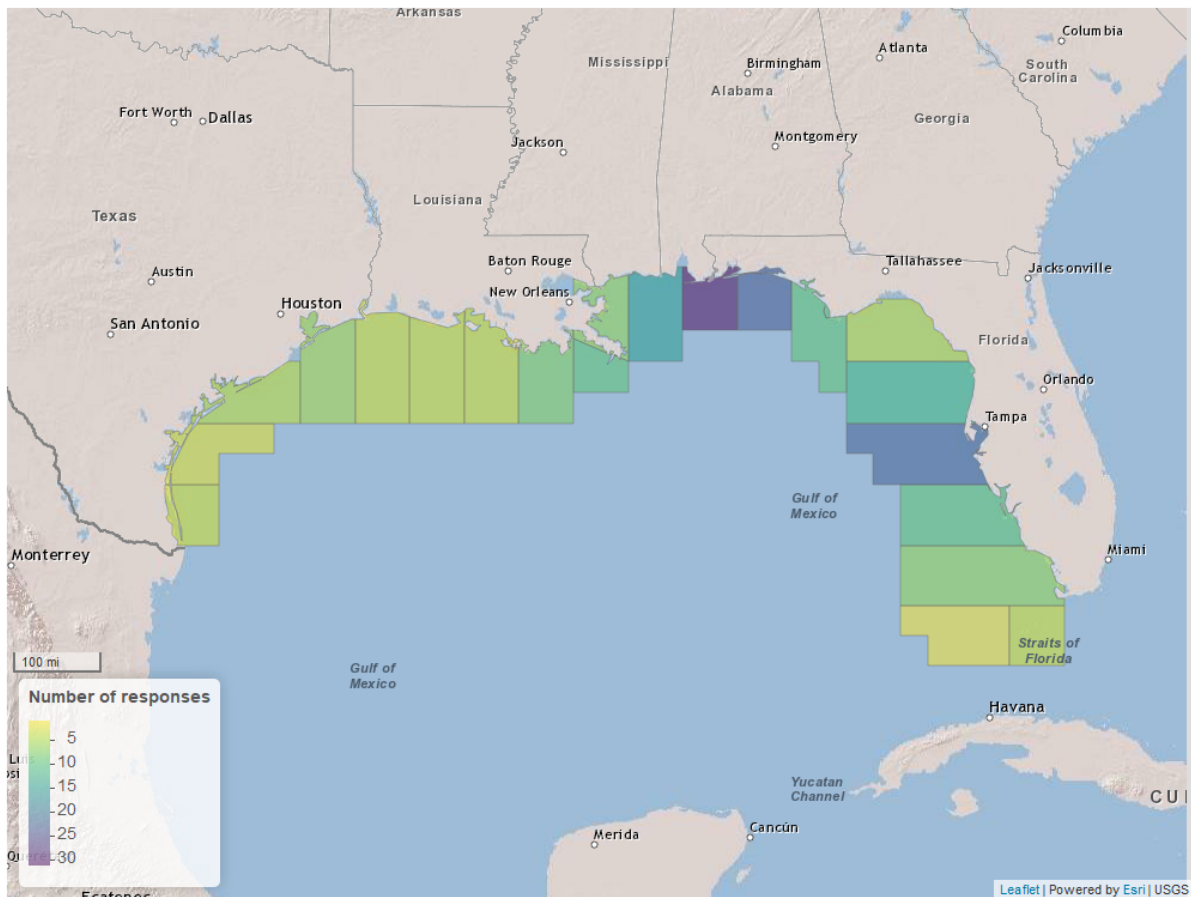 Arkansas
Columbia
Atlanta
Mississippi
Birmingham
South
Carolina
Alabama
Fort Worth
Dallas
Georgia
Jackson
Montgomery
Louisiana
Texas
Baton Rouge
Tallahassee
Jacksonville
Austin
New Orleans
Houston
San Antonio
Florida
Orlando
Tampa
Gulf of
Mexico
Monterrey
Miami
Straits of
Florida
100 mi
Gulf of
Mexico
Number of responses
5
10
15
20
25
30
Havana
Yucatan
Channel
Merida
Cancún
Leaflet | Powered by Esri | USGS